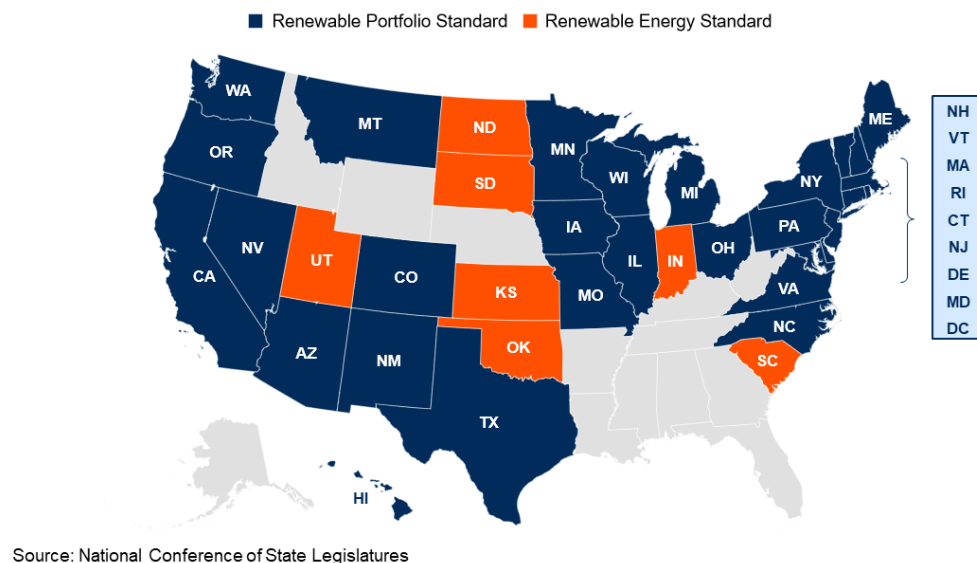 Renewable Portfolio Standard Renewable Energy Standard
WA
MT
ND
MN
ME
OR
SD
WI
MI
NY
IA
PA
NV
UT
CO
IL
IN
OH
CA
KS
MO
VA
AZ
NM
OK
NC
SC
TX
HI
NH
VT
MA
RI
CT
NJ
DE
MD
DC
Source: National Conference of State Legislatures